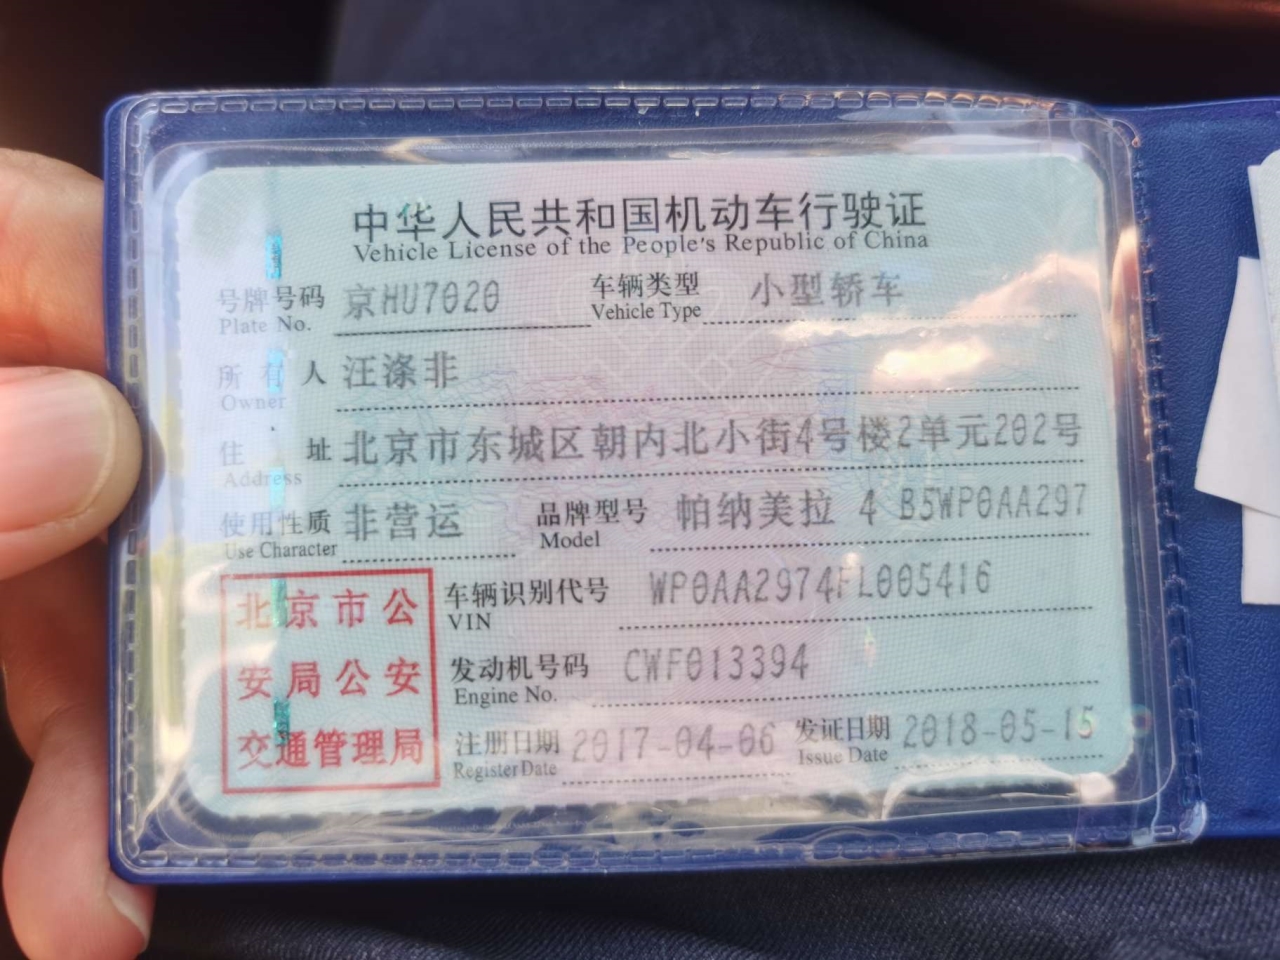 中华人民共和国机动车行驶证
Vehicle License of the People's Republic of China
号牌号码 京HU7020 车辆类型 小型轿车
Plate No. Vehicle Type
所有人 汪涤非
Owner
住址 北京市东城区朝内北小街4号楼2单元202号
Address
使用性质 非营运 品牌型号 帕纳美拉 4 B5WP0AA297
Use Character Model
北京市公安局公安交通管理局
车辆识别代号 WP0AA2974FL005416
VIN
发动机号码 CWF013394
Engine No.
注册日期 2017-04-06 发证日期 2018-05-15
Register Date Issue Date